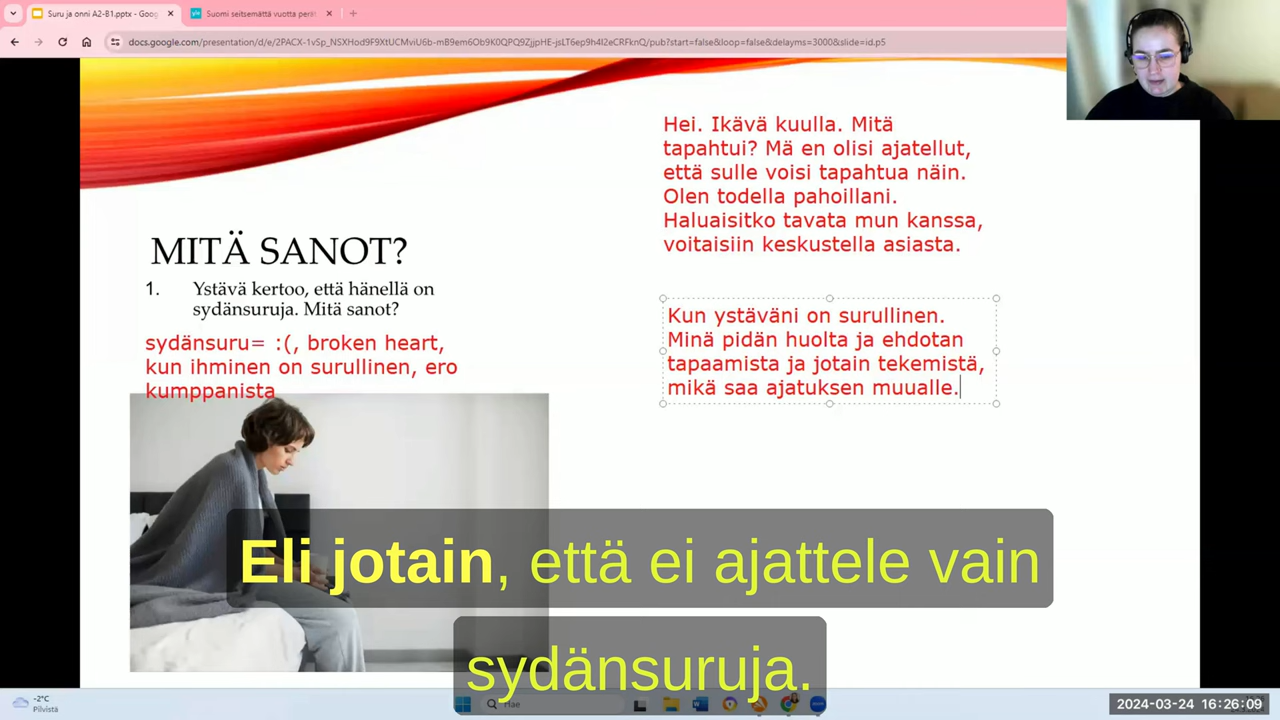 Suru ja onni A2-B1.pptx - Goog
Suomi seitsemättä vuotta perät
docs.google.com/presentation/d/e/2PACX-1vSp_NSXHod9F9XtUCMviU6b-mB9em6Ob9K0QPQ9ZjjpHE-jsLT6ep9h4I2eCRFknQ/pub?start=false&loop=false&delayms=3000&slide=id.p5
Hei. Ikävä kuulla. Mitä
tapahtui? Mä en olisi ajatellut,
että sulle voisi tapahtua näin.
Olen todella pahoillani.
Haluaisitko tavata mun kanssa,
voitaisiin keskustella asiasta.
MITÄ SANOT?
1. Ystävä kertoo, että hänellä on
sydänsuruja. Mitä sanot?
sydänsuru= :(, broken heart,
kun ihminen on surullinen, ero
kumppanista
Kun ystäväni on surullinen.
Minä pidän huolta ja ehdotan
tapaamista ja jotain tekemistä,
mikä saa ajatuksen muualle.
Eli jotain, että ei ajattele vain
sydänsuruja.
-2°C
Pilvistä
Hae
2024-03-24 16:26:09